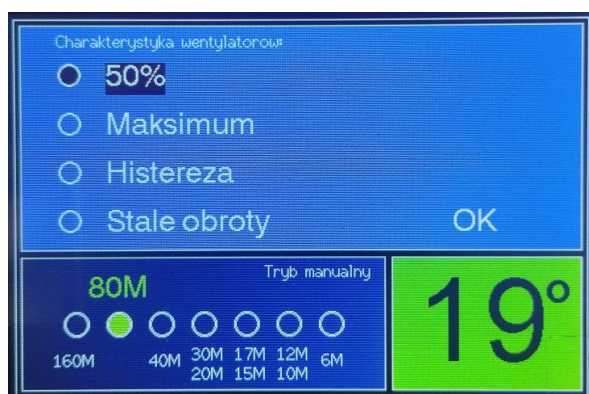 Charakterystyka wentylatorow:
50%
Maksimum
Histereza
Stale obroty
OK
Tryb manualny
80M
160M 40M 30M 17M 12M 6M
20M 15M 10M
19°